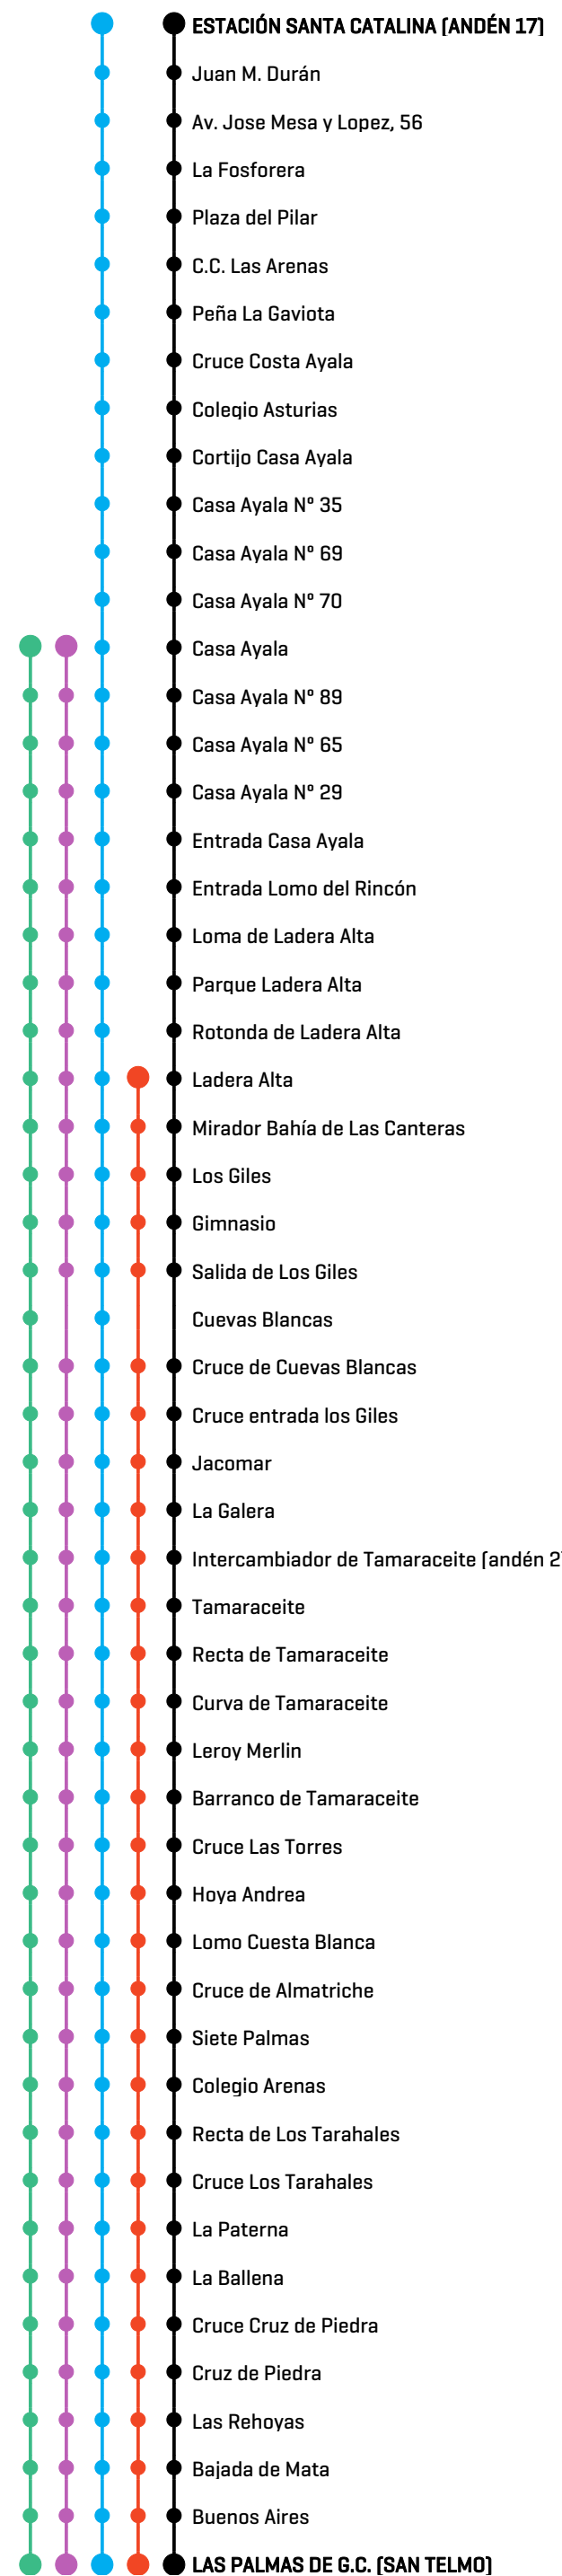 ESTACIÓN SANTA CATALINA (ANDÉN 17)
Juan M. Durán
Av. Jose Mesa y Lopez, 56
La Fosforera
Plaza del Pilar
C.C. Las Arenas
Peña La Gaviota
Cruce Costa Ayala
Colegio Asturias
Cortijo Casa Ayala
Casa Ayala Nº 35
Casa Ayala Nº 69
Casa Ayala Nº 70
Casa Ayala
Casa Ayala Nº 89
Casa Ayala Nº 65
Casa Ayala Nº 29
Entrada Casa Ayala
Entrada Lomo del Rincón
Loma de Ladera Alta
Parque Ladera Alta
Rotonda de Ladera Alta
Ladera Alta
Mirador Bahía de Las Canteras
Los Giles
Gimnasio
Salida de Los Giles
Cuevas Blancas
Cruce de Cuevas Blancas
Cruce entrada los Giles
Jacomar
La Galera
Intercambiador de Tamaraceite (andén 2
Tamaraceite
Recta de Tamaraceite
Curva de Tamaraceite
Leroy Merlin
Barranco de Tamaraceite
Cruce Las Torres
Hoya Andrea
Lomo Cuesta Blanca
Cruce de Almatriche
Siete Palmas
Colegio Arenas
Recta de Los Tarahales
Cruce Los Tarahales
La Paterna
La Ballena
Cruce Cruz de Piedra
Cruz de Piedra
Las Rehoyas
Bajada de Mata
Buenos Aires
LAS PALMAS DE G.C. (SAN TELMO)